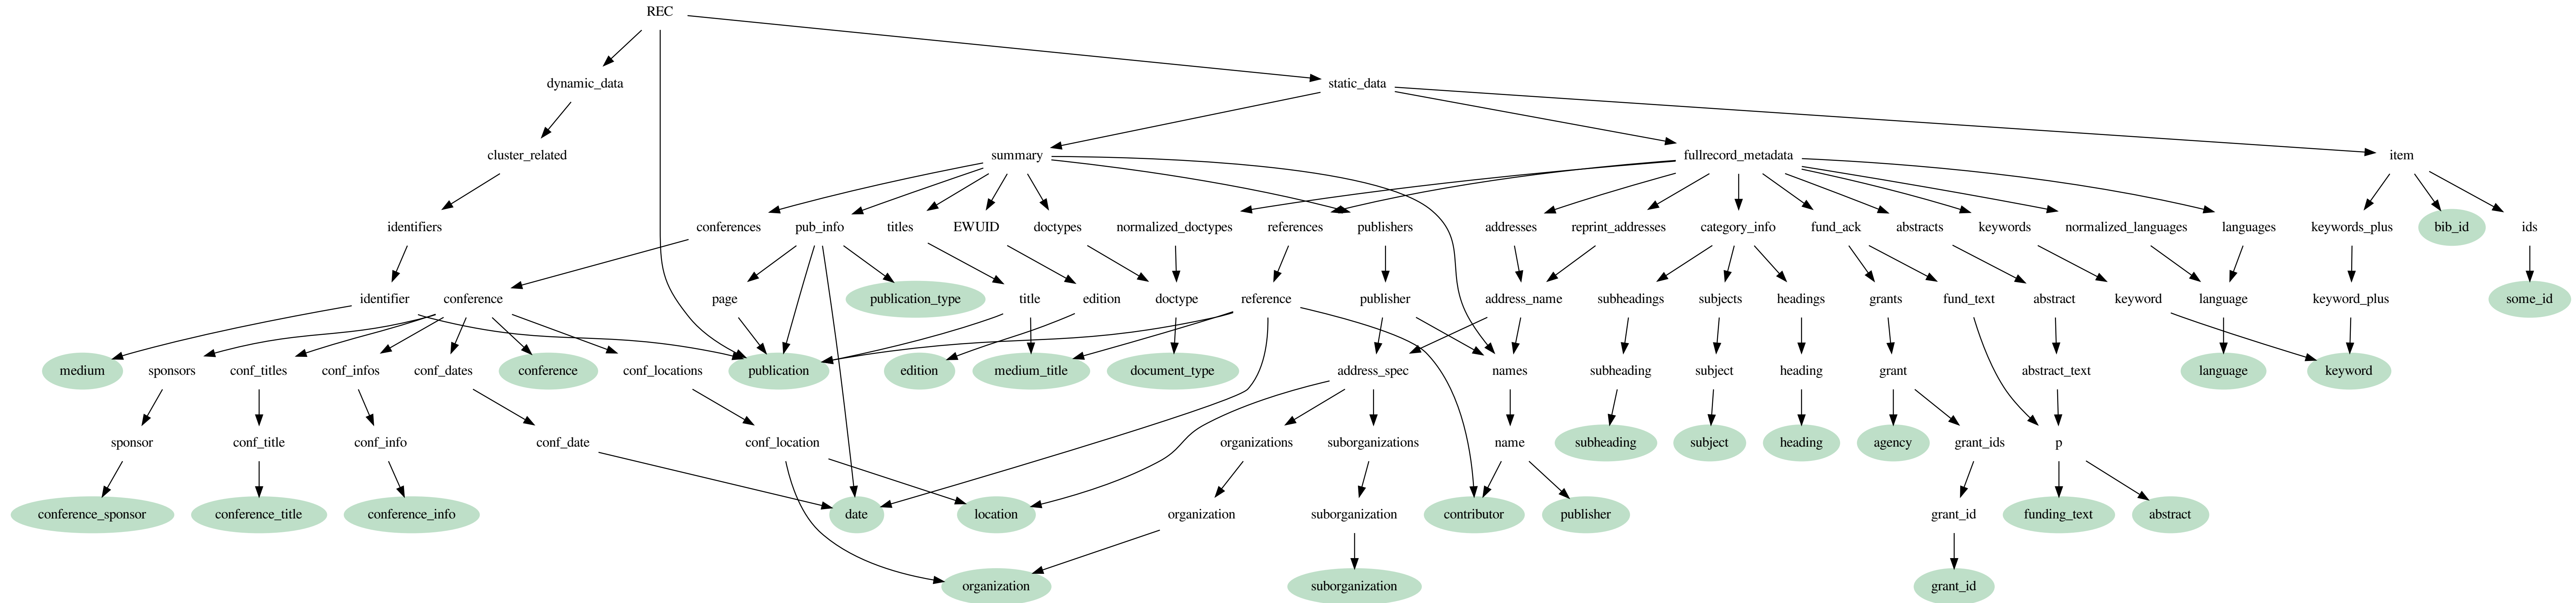 REC
dynamic_data
static_data
cluster_related
summary
fullrecord_metadata
item
identifiers
conferences
pub_info
titles
EWUID
doctypes
normalized_doctypes
references
publishers
addresses
reprint_addresses
category_info
fund_ack
abstracts
keywords
normalized_languages
languages
keywords_plus
bib_id
ids
identifier
conference
page
publication_type
title
edition
doctype
reference
publisher
address_name
subheadings
subjects
headings
grants
fund_text
abstract
keyword
language
keyword_plus
some_id
medium
sponsors
conf_titles
conf_infos
conf_dates
conference
conf_locations
publication
edition
medium_title
document_type
address_spec
names
subheading
subject
heading
grant
abstract_text
language
keyword
sponsor
conf_title
conf_info
conf_date
conf_location
organizations
suborganizations
name
subheading
subject
heading
agency
grant_ids
p
conference_sponsor
conference_title
conference_info
date
location
organization
suborganization
contributor
publisher
grant_id
funding_text
abstract
organization
suborganization
grant_id